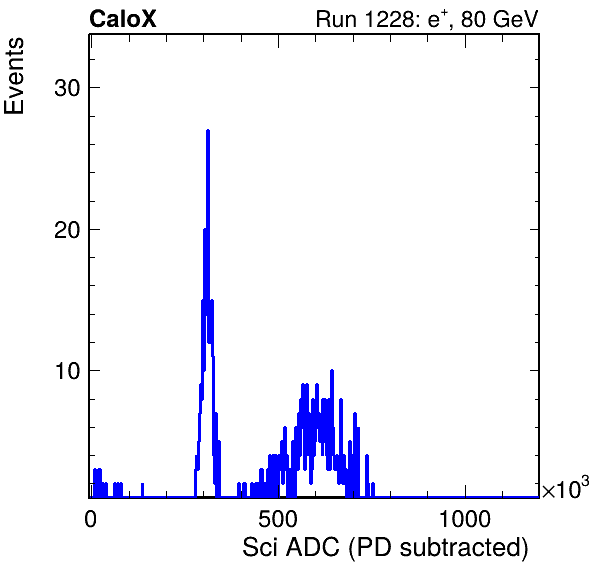 CaloX Run 1228: e⁺, 80 GeV
Events
30
20
10
×10³
0 500 1000
Sci ADC (PD subtracted)